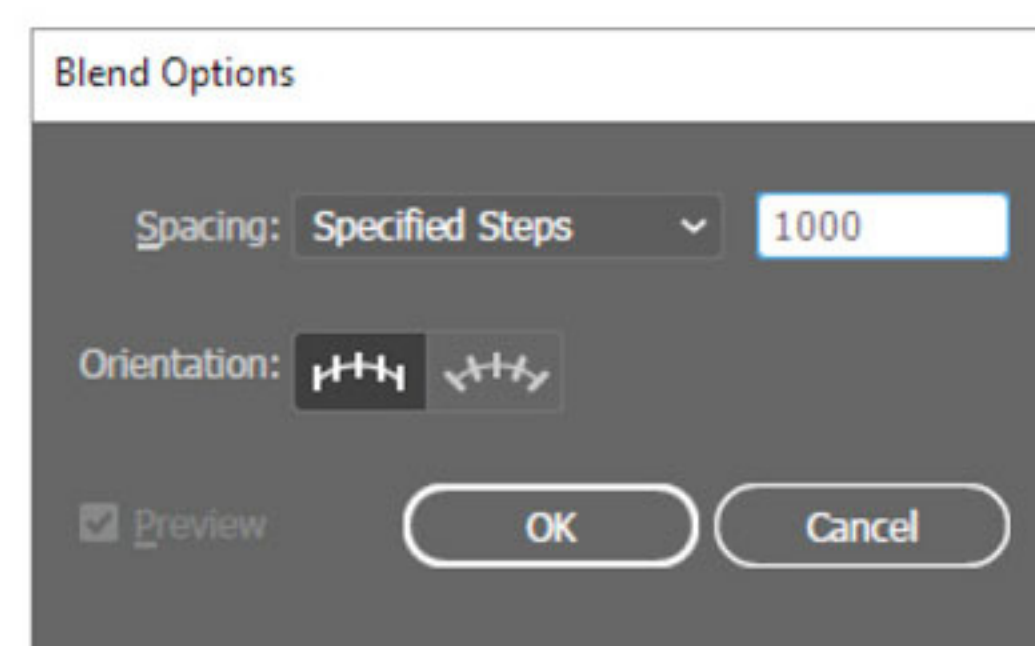 Blend Options
Spacing: Specified Steps 1000
Orientation:
Preview OK Cancel